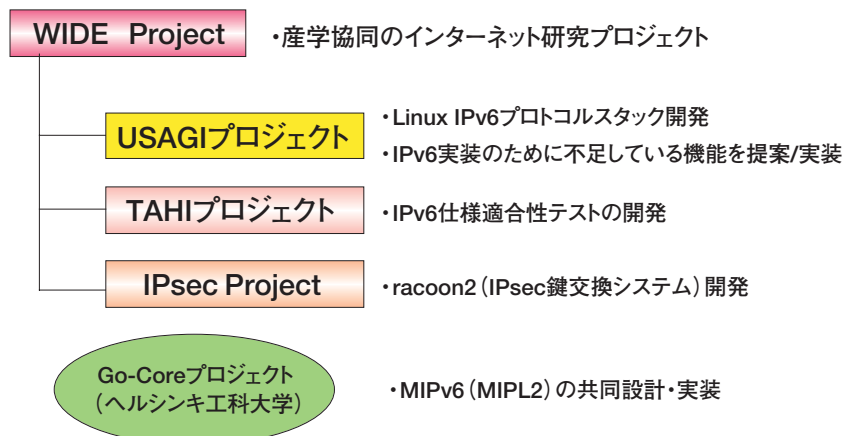 WIDE Project ・産学協同のインターネット研究プロジェクト
USAGIプロジェクト ・Linux IPv6プロトコルスタック開発
・IPv6実装のために不足している機能を提案/実装
TAHIプロジェクト ・IPv6仕様適合性テストの開発
IPsec Project ・racoon2（IPsec鍵交換システム）開発
Go-Coreプロジェクト
（ヘルシンキ工科大学） ・MIPv6（MIPL2）の共同設計・実装